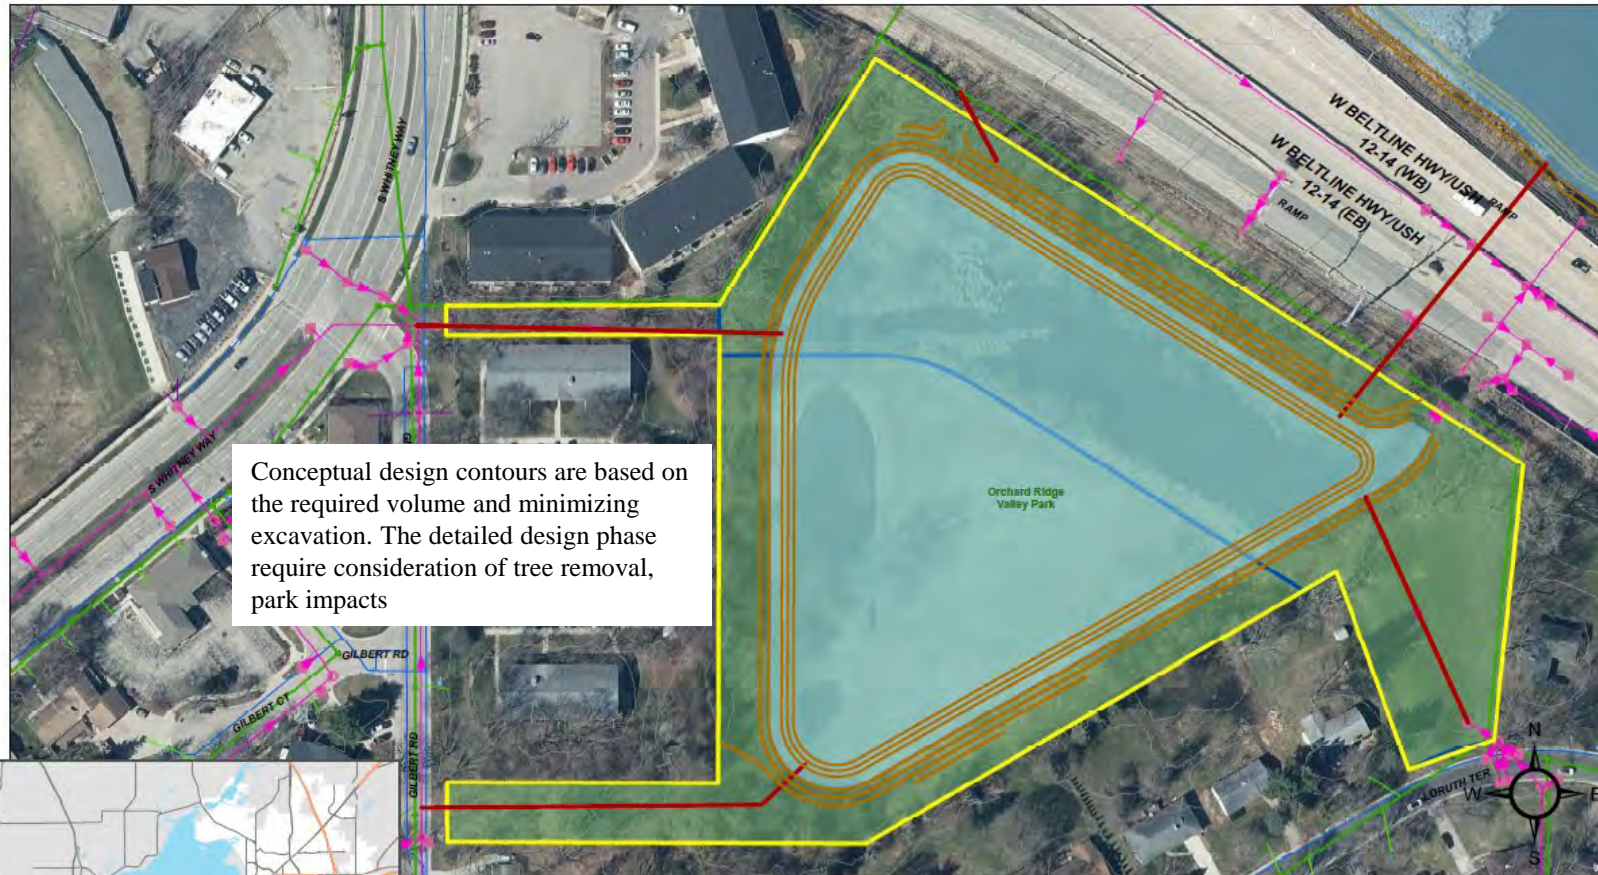 S WHITNEY WAY
W BELTLINE HWY/USH
12-14 (WB)
RAMP
W BELTLINE HWY/USH
12-14 (EB)
RAMP
S WHITNEY WAY
GI
Conceptual design contours are based on
the required volume and minimizing
excavation. The detailed design phase
require consideration of tree removal,
park impacts
Orchard Ridge
Valley Park
GILBERT RD
GILBERT CT
GILBERT RD
LORUTH TER
N
W
E
S